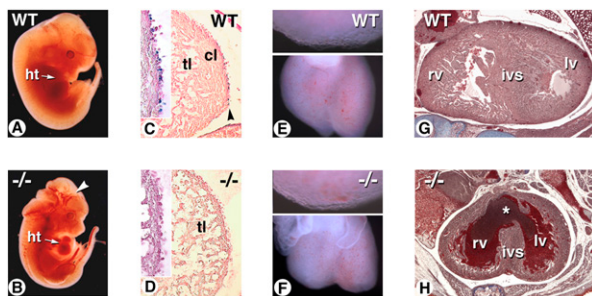 WT
ht
A
WT
cl
tl
C
WT
E
WT
rv
ivs
lv
G
-/-
ht
B
-/-
tl
D
-/-
F
-/-
*
rv
ivs
lv
H